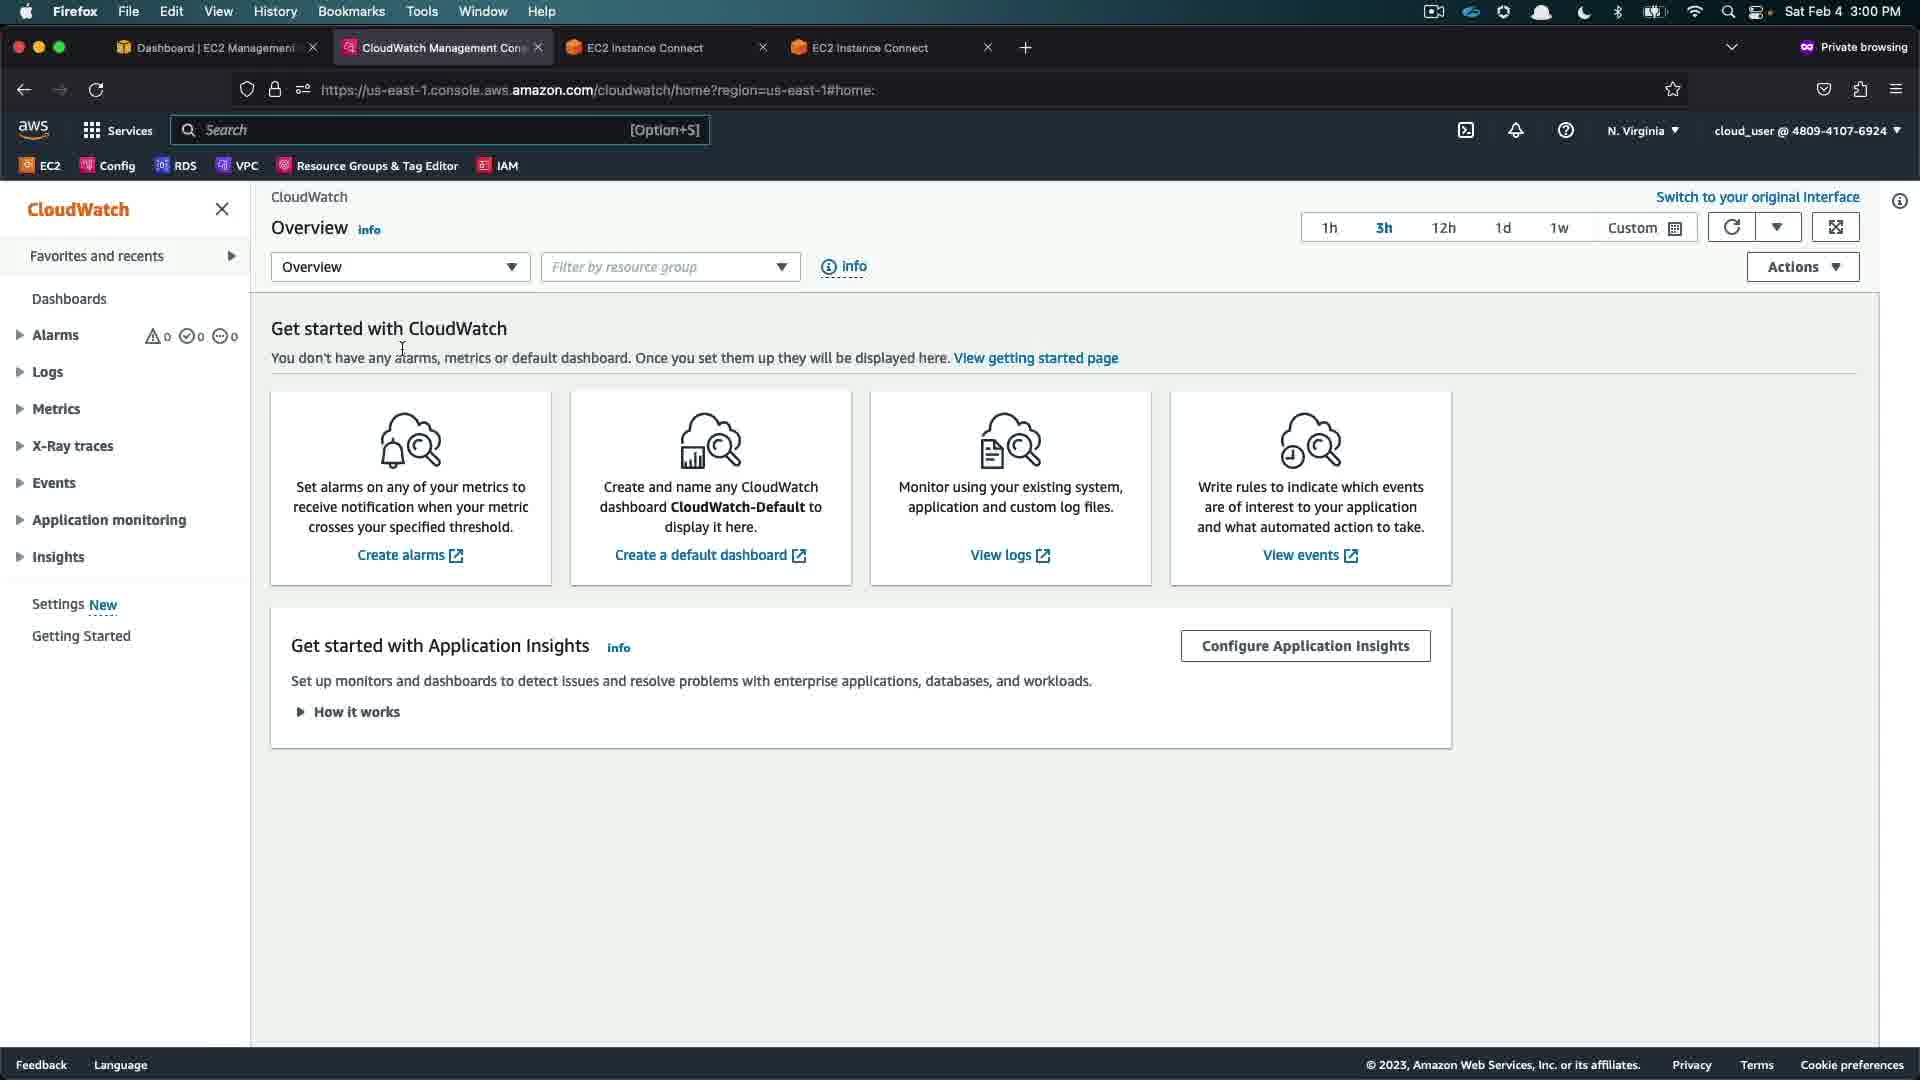 Firefox File Edit View History Bookmarks Tools Window Help Sat Feb 4 3:00 PM
Dashboard | EC2 Management CloudWatch Management Con EC2 Instance Connect EC2 Instance Connect Private browsing
https://us-east-1.console.aws.amazon.com/cloudwatch/home?region=us-east-1#home:
aws Services Search [Option+S] N. Virginia cloud_user @ 4809-4107-6924
EC2 Config RDS VPC Resource Groups & Tag Editor IAM
CloudWatch
Favorites and recents
Dashboards
Alarms 0 0 0
Logs
Metrics
X-Ray traces
Events
Application monitoring
Insights
Settings New
Getting Started
CloudWatch Switch to your original interface
Overview Info 1h 3h 12h 1d 1w Custom
Overview Filter by resource group Info Actions
Get started with CloudWatch
You don't have any alarms, metrics or default dashboard. Once you set them up they will be displayed here. View getting started page
Set alarms on any of your metrics to
receive notification when your metric
crosses your specified threshold.
Create alarms
Create and name any CloudWatch
dashboard CloudWatch-Default to
display it here.
Create a default dashboard
Monitor using your existing system,
application and custom log files.
View logs
Write rules to indicate which events
are of interest to your application
and what automated action to take.
View events
Get started with Application Insights Info Configure Application Insights
Set up monitors and dashboards to detect issues and resolve problems with enterprise applications, databases, and workloads.
How it works
Feedback Language © 2023, Amazon Web Services, Inc. or its affiliates. Privacy Terms Cookie preferences